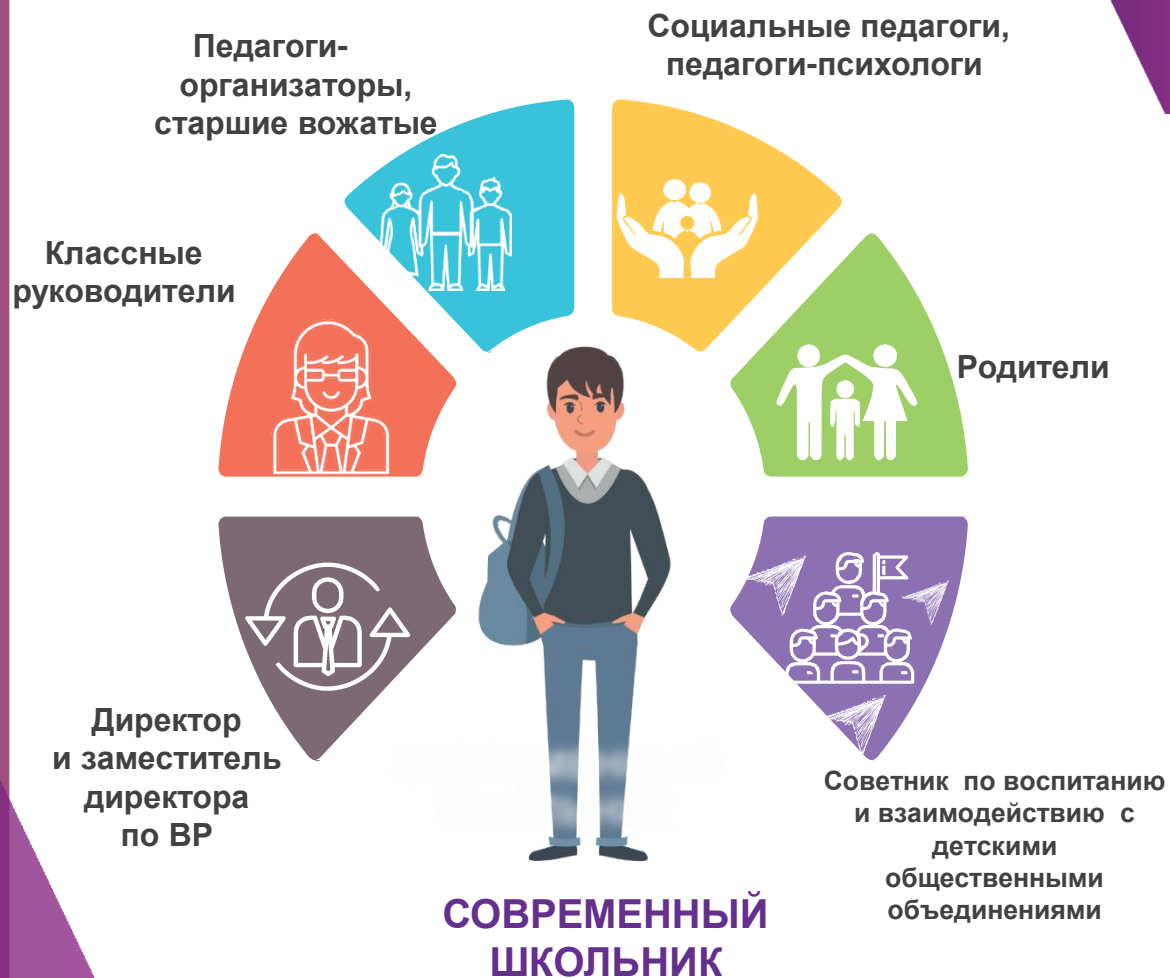 Социальные педагоги,
педагоги-психологи
Педагоги-
организаторы,
старшие вожатые
Классные
руководители
Родители
Директор
и заместитель
директора
по ВР
Советник по воспитанию
и взаимодействию с
детскими
общественными
объединениями
СОВРЕМЕННЫЙ
ШКОЛЬНИК